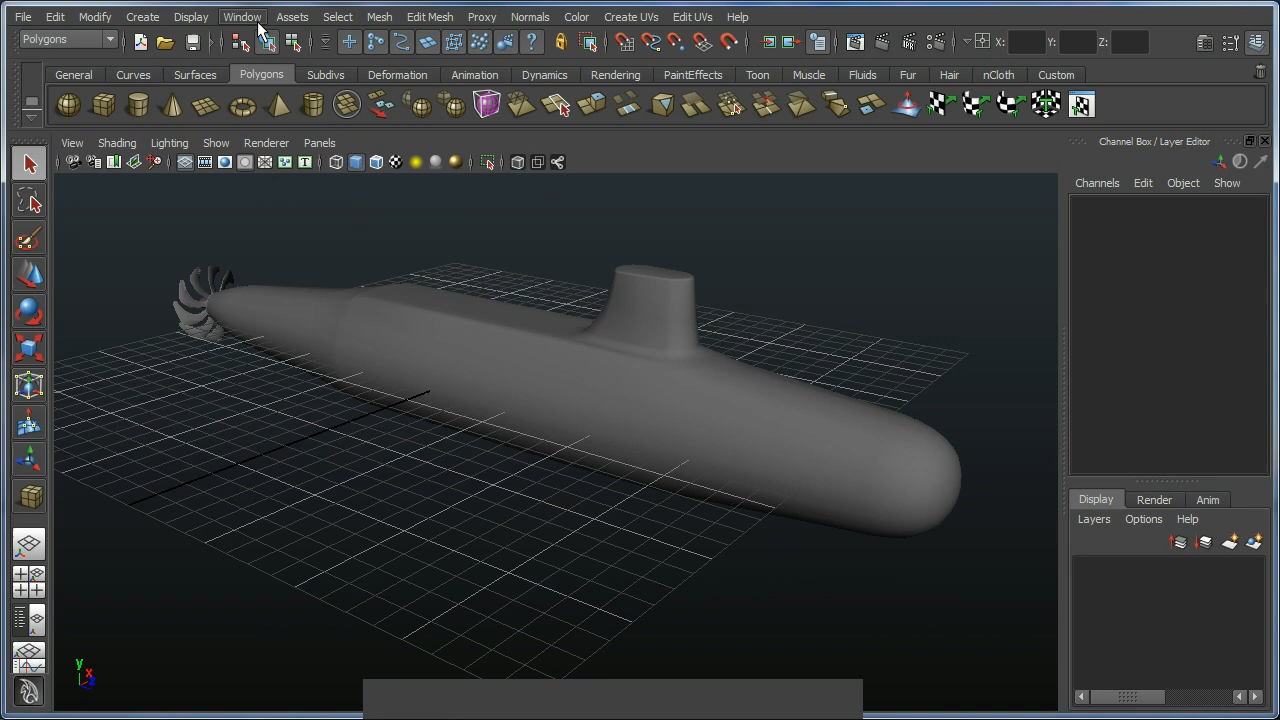 File Edit Modify Create Display Window Assets Select Mesh Edit Mesh Proxy Normals Color Create UVs Edit UVs Help
Polygons X: Y: Z:
General Curves Surfaces Polygons Subdivs Deformation Animation Dynamics Rendering PaintEffects Toon Muscle Fluids Fur Hair nCloth Custom
View Shading Lighting Show Renderer Panels
Channel Box / Layer Editor
Channels Edit Object Show
Display Render Anim
Layers Options Help
y
x
z